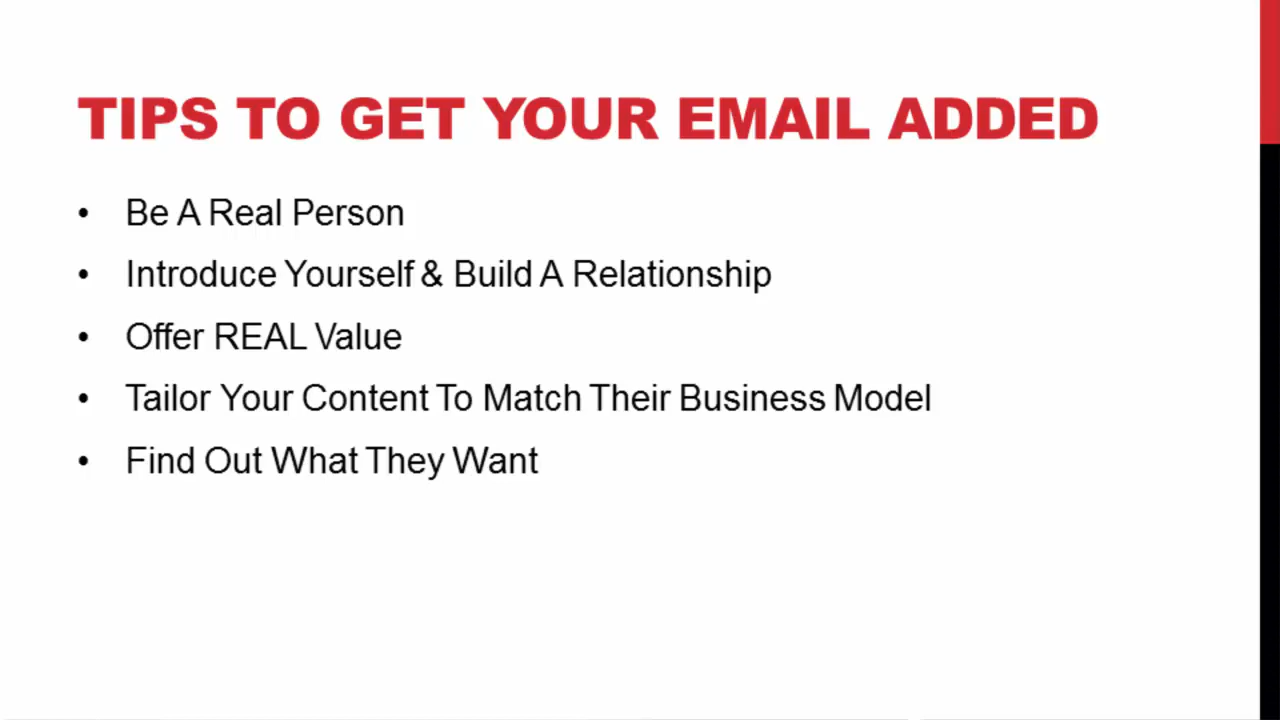 TIPS TO GET YOUR EMAIL ADDED
• Be A Real Person
• Introduce Yourself & Build A Relationship
• Offer REAL Value
• Tailor Your Content To Match Their Business Model
• Find Out What They Want